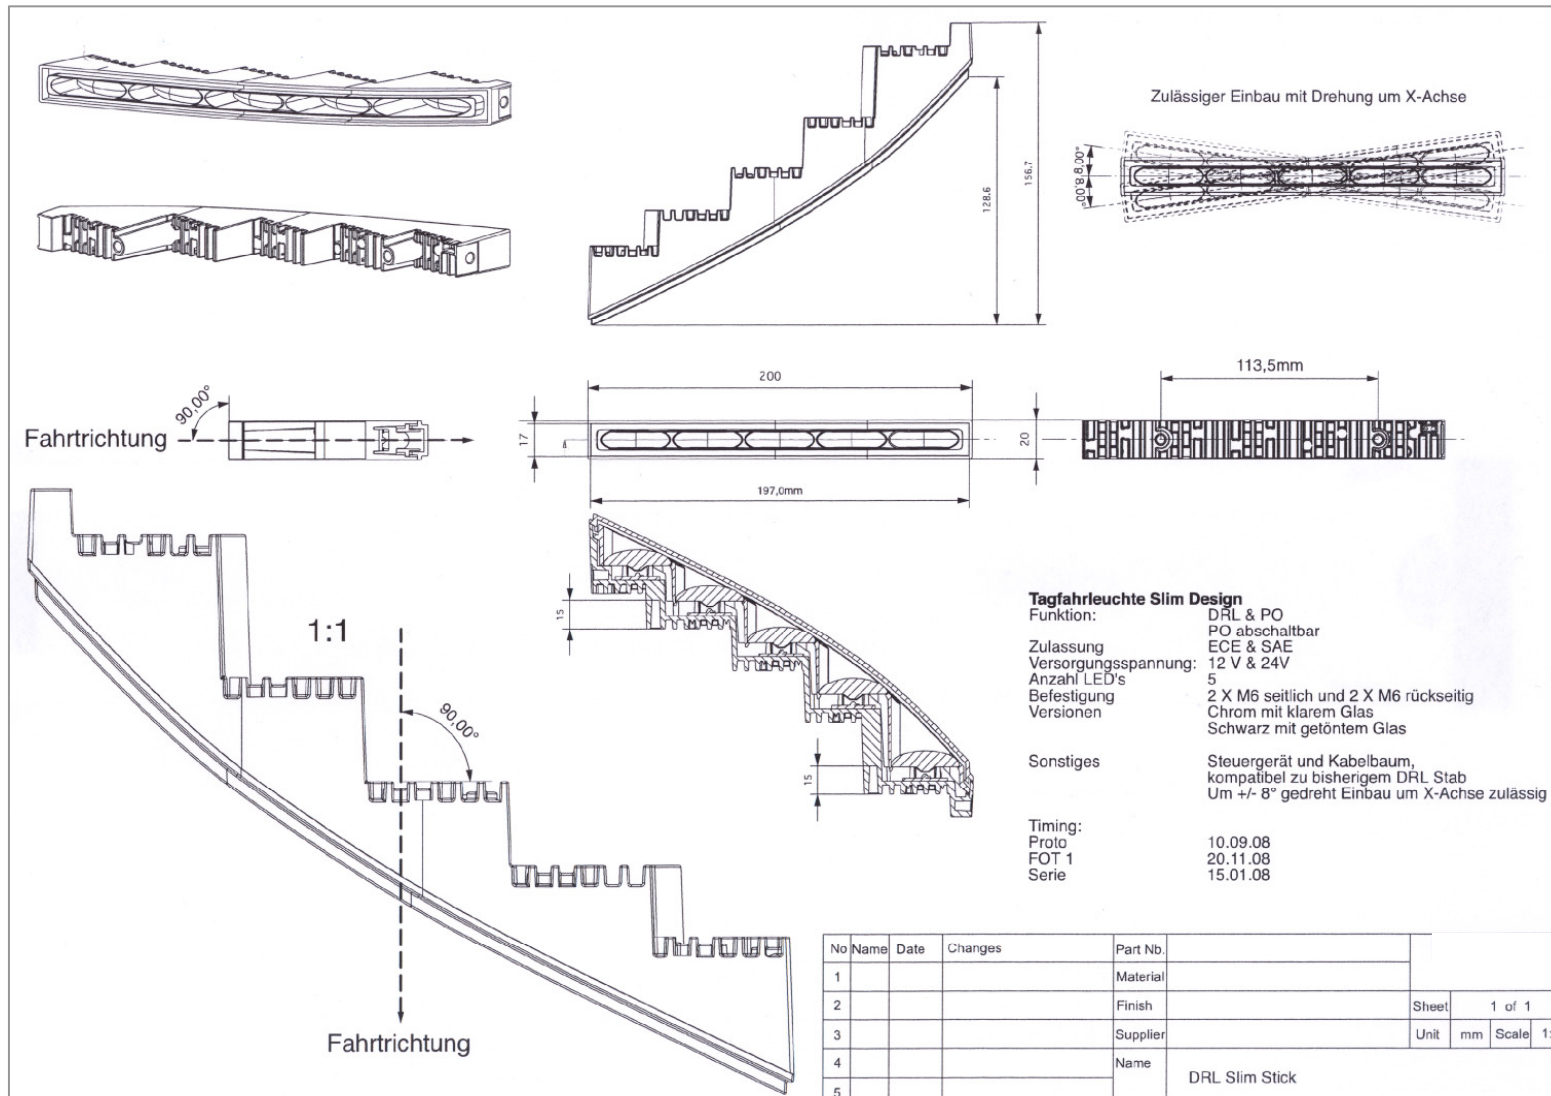 Zulässiger Einbau mit Drehung um X-Achse
156,7
128,6
8,00°
8,00°
200
113,5mm
90,00°
Fahrtrichtung
17
20
197,0mm
15
15
1:1
90,00°
Fahrtrichtung
Tagfahrleuchte Slim Design
Funktion: DRL & PO
PO abschaltbar
Zulassung ECE & SAE
Versorgungsspannung: 12 V & 24V
Anzahl LED's 5
Befestigung 2 X M6 seitlich und 2 X M6 rückseitig
Versionen Chrom mit klarem Glas
Schwarz mit getöntem Glas
Sonstiges Steuergerät und Kabelbaum,
kompatibel zu bisherigem DRL Stab
Um +/- 8° gedreht Einbau um X-Achse zulässig
Timing:
Proto 10.09.08
FOT 1 20.11.08
Serie 15.01.08
No Name Date Changes Part Nb.
1 Material
2 Finish Sheet 1 of 1
3 Supplier Unit mm Scale 1:
4 Name DRL Slim Stick
5